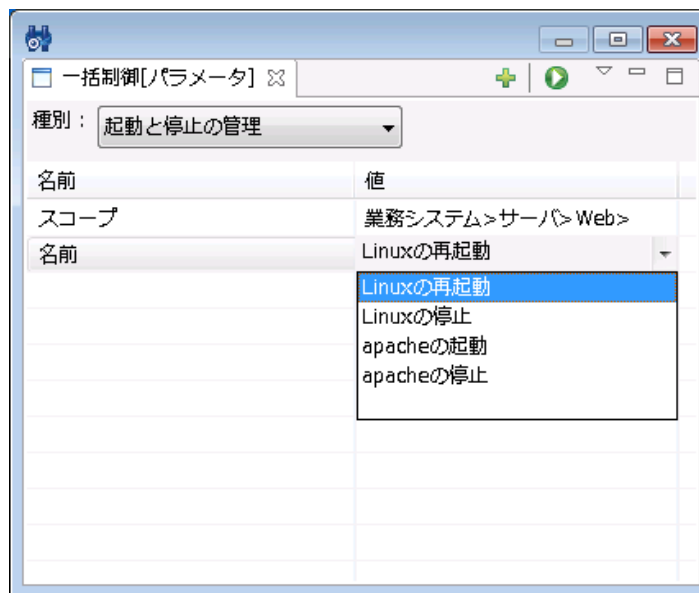 一括制御[パラメータ]
種別： 起動と停止の管理
名前 値
スコープ 業務システム>サーバ>Web>
名前 Linuxの再起動
Linuxの再起動
Linuxの停止
apacheの起動
apacheの停止